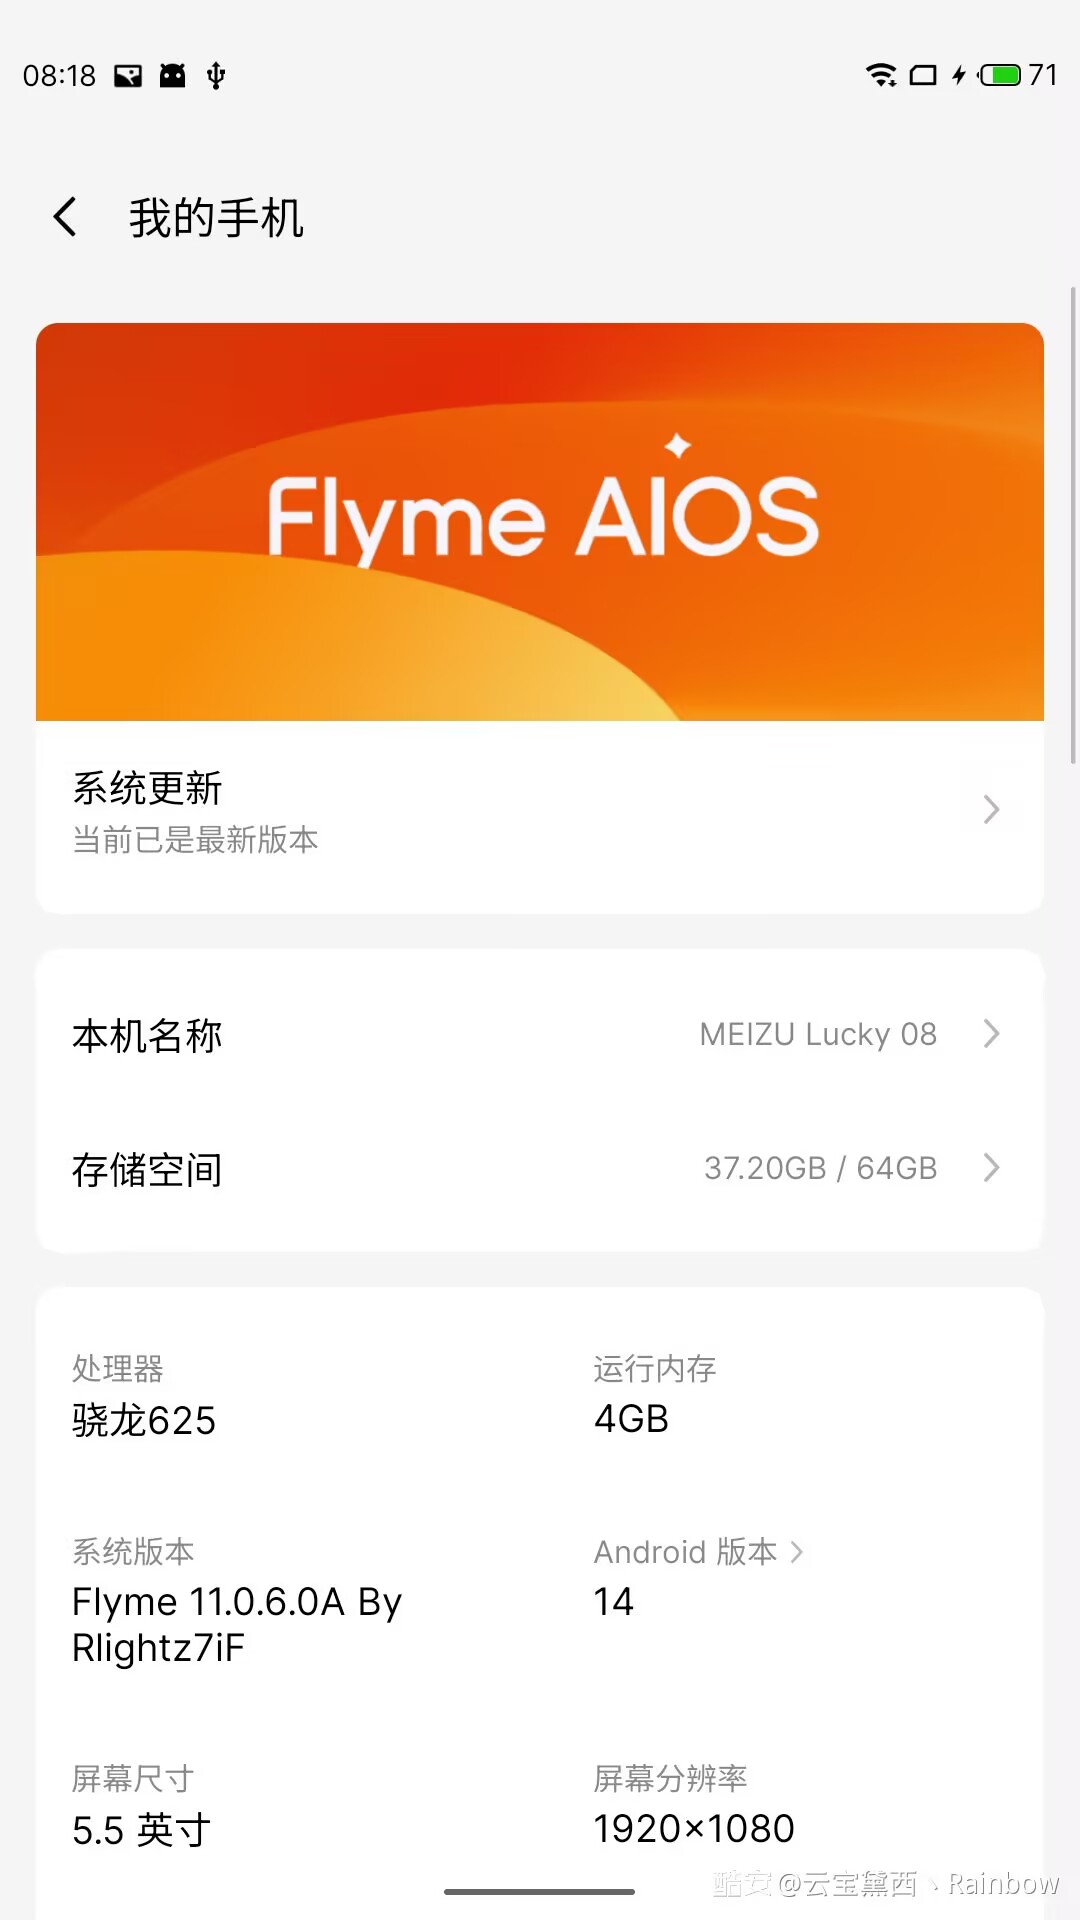 08:18
71
我的手机
Flyme AIOS
系统更新
当前已是最新版本
本机名称
MEIZU Lucky 08
存储空间
37.20GB / 64GB
处理器
运行内存
骁龙625
4GB
系统版本
Android 版本
Flyme 11.0.6.0A By
Rlightz7iF
14
屏幕尺寸
屏幕分辨率
5.5 英寸
1920×1080
酷安@云宝黛西丶Rainbow